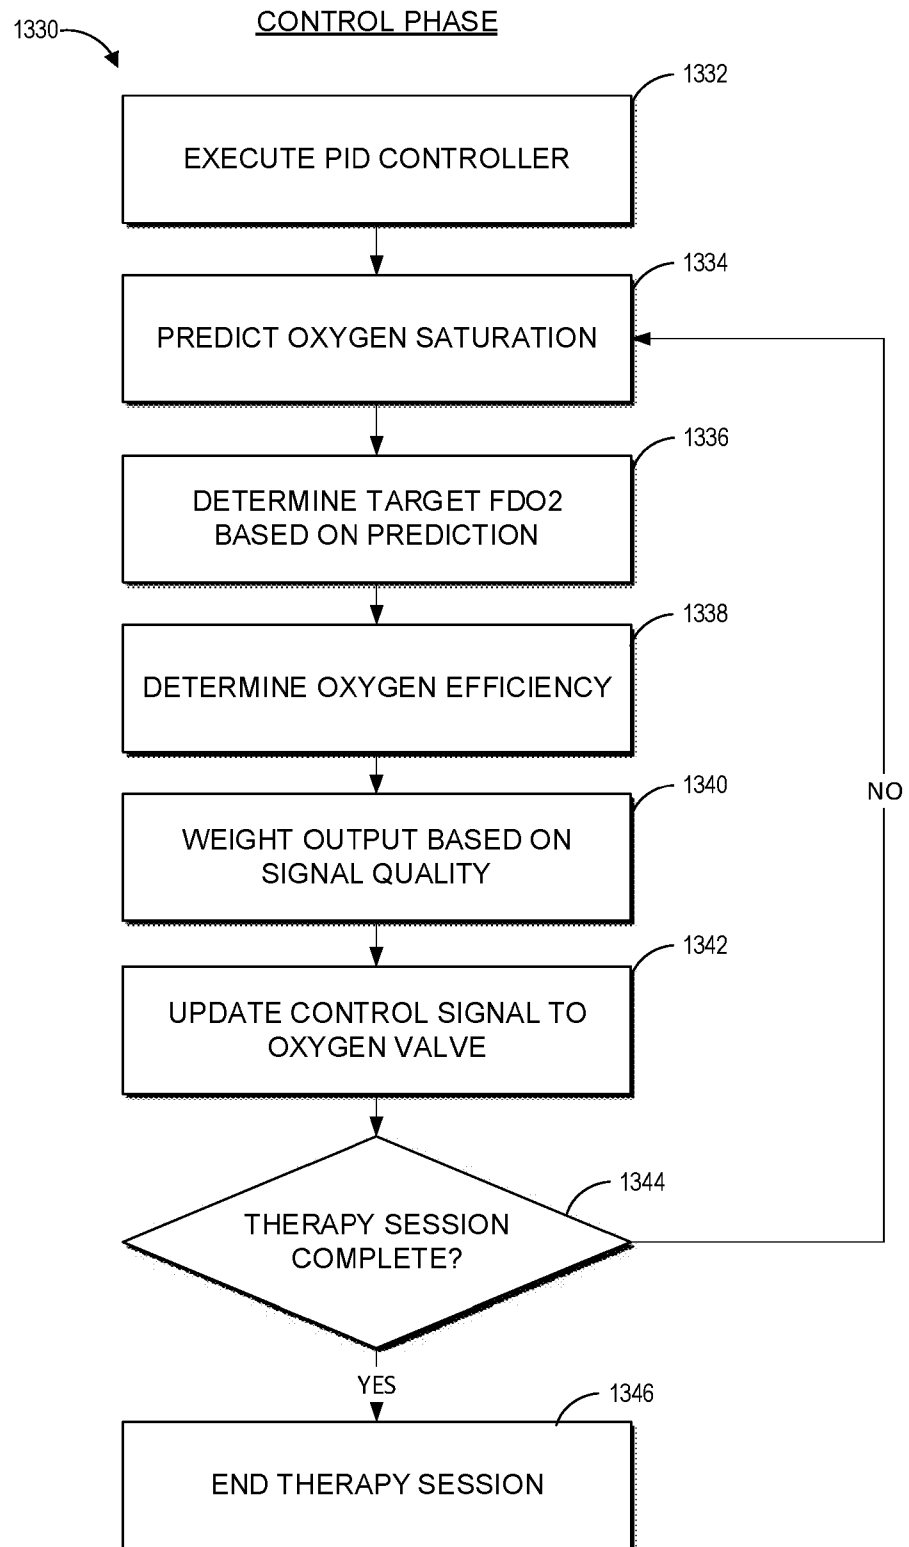 CONTROL PHASE
1330
1332
EXECUTE PID CONTROLLER
1334
PREDICT OXYGEN SATURATION
1336
DETERMINE TARGET FDO2
BASED ON PREDICTION
1338
DETERMINE OXYGEN EFFICIENCY
1340
NO
WEIGHT OUTPUT BASED ON
SIGNAL QUALITY
1342
UPDATE CONTROL SIGNAL TO
OXYGEN VALVE
1344
THERAPY SESSION
COMPLETE?
YES
1346
END THERAPY SESSION